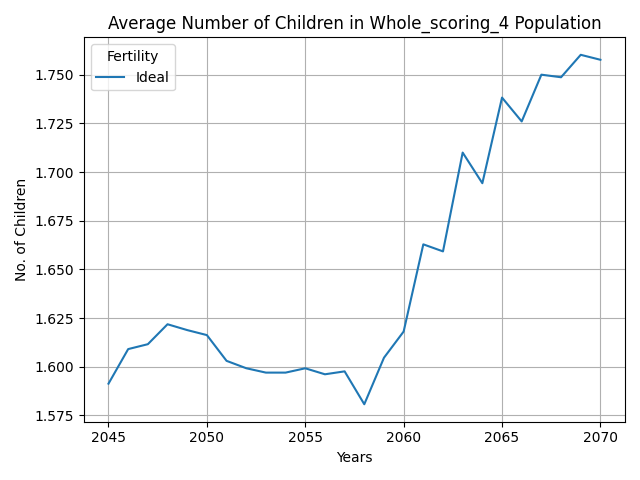 Average Number of Children in Whole_scoring_4 Population
Fertility
Ideal
No. of Children
1.750
1.725
1.700
1.675
1.650
1.625
1.600
1.575
2045 2050 2055 2060 2065 2070
Years